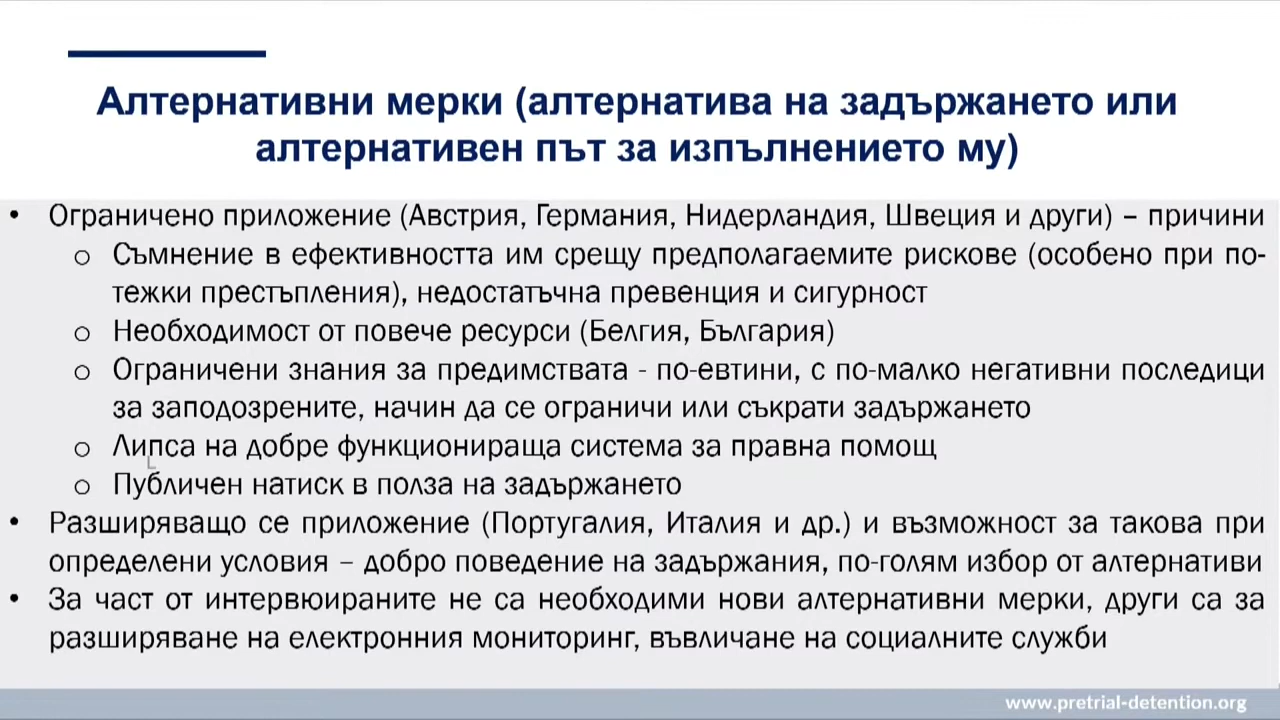 Алтернативни мерки (алтернатива на задържането или
алтернативен път за изпълнението му)
• Ограничено приложение (Австрия, Германия, Нидерландия, Швеция и други) – причини
o Съмнение в ефективността им срещу предполагаемите рискове (особено при по-
тежки престъпления), недостатъчна превенция и сигурност
o Необходимост от повече ресурси (Белгия, България)
o Ограничени знания за предимствата - по-евтини, с по-малко негативни последици
за заподозрените, начин да се ограничи или съкрати задържането
o Липса на добре функционираща система за правна помощ
o Публичен натиск в полза на задържането
• Разширяващо се приложение (Португалия, Италия и др.) и възможност за такова при
определени условия – добро поведение на задържания, по-голям избор от алтернативи
• За част от интервюираните не са необходими нови алтернативни мерки, други са за
разширяване на електронния мониторинг, въвличане на социалните служби
www.pretrial-detention.org